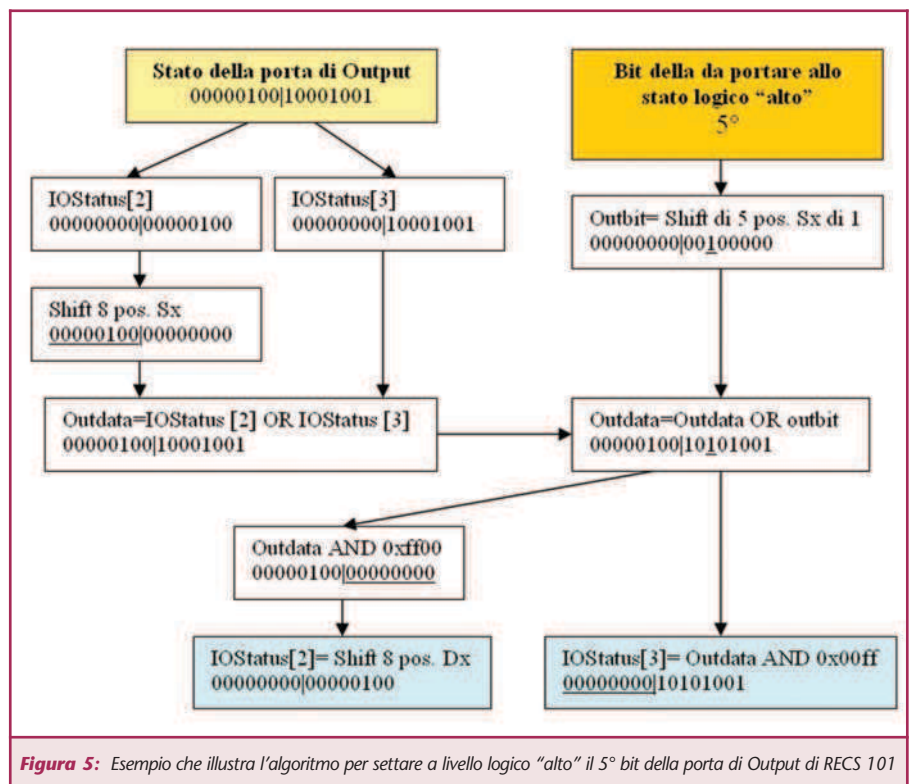 Stato della porta di Output
00000100|10001001
Bit della da portare allo
stato logico “alto”
5°
IOStatus[2]
00000000|00000100
IOStatus[3]
00000000|10001001
Outbit= Shift di 5 pos. Sx di 1
00000000|00100000
Shift 8 pos. Sx
00000100|00000000
Outdata=IOStatus [2] OR IOStatus [3]
00000100|10001001
Outdata=Outdata OR outbit
00000100|10101001
Outdata AND 0xff00
00000100|00000000
IOStatus[2]= Shift 8 pos. Dx
00000000|00000100
IOStatus[3]= Outdata AND 0x00ff
00000000|10101001
Figura 5: Esempio che illustra l’algoritmo per settare a livello logico “alto” il 5° bit della porta di Output di RECS 101